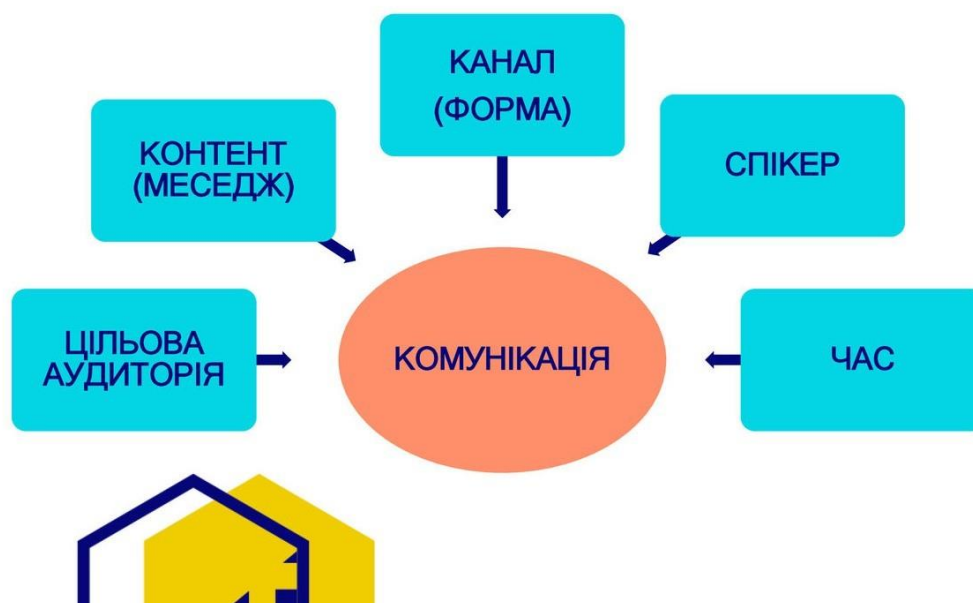 КАНАЛ
(ФОРМА)
КОНТЕНТ
(МЕСЕДЖ)
СПІКЕР
ЦІЛЬОВА
АУДИТОРІЯ
КОМУНІКАЦІЯ
ЧАС